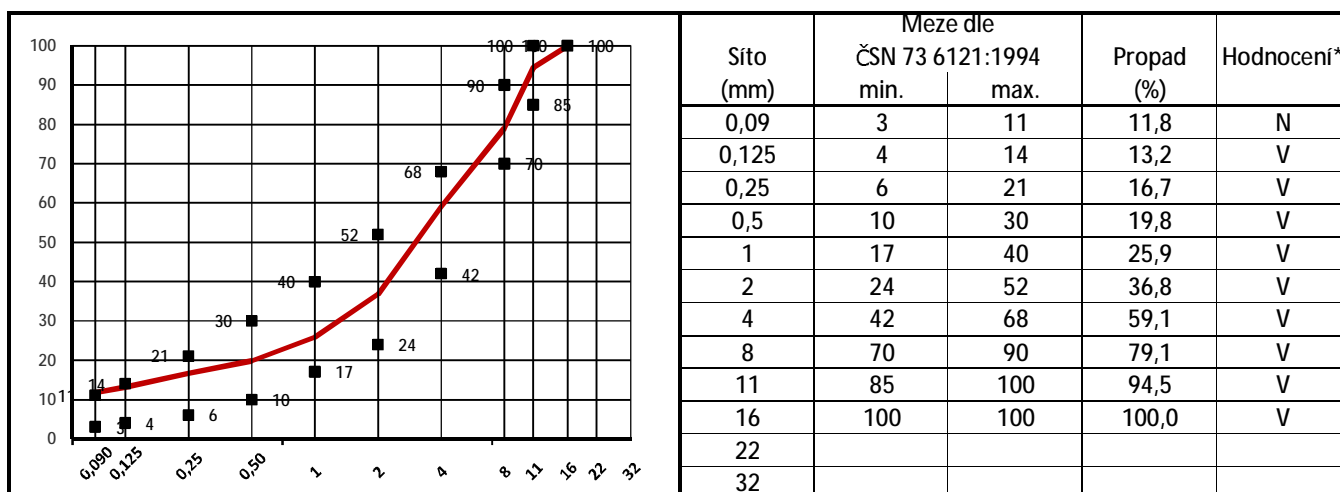 100
90
80
70
60
50
40
30
20
10
0
100 100 100
90
85
68
70
52
40
42
30
21
24
11 14
17
10
3 4 6
0,090 0,125 0,25 0,50 1 2 4 8 11 16 22 32
Meze dle
Síto ČSN 73 6121:1994 Propad Hodnocení*
(mm) min. max. (%)
0,09 3 11 11,8 N
0,125 4 14 13,2 V
0,25 6 21 16,7 V
0,5 10 30 19,8 V
1 17 40 25,9 V
2 24 52 36,8 V
4 42 68 59,1 V
8 70 90 79,1 V
11 85 100 94,5 V
16 100 100 100,0 V
22
32